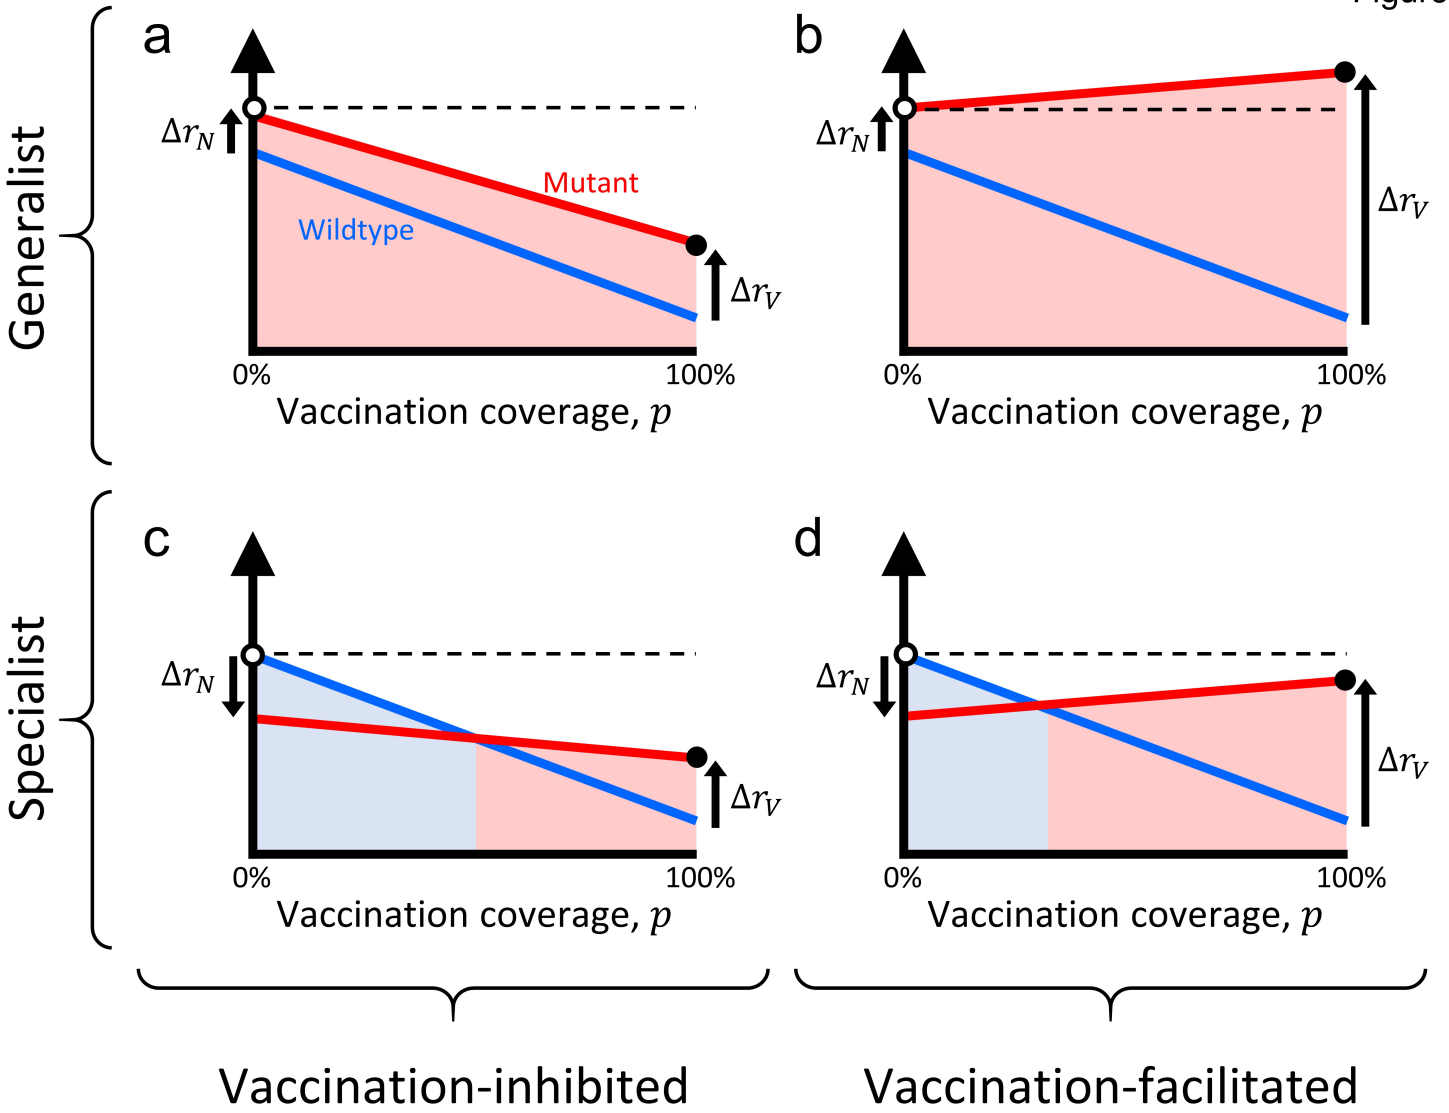 Figure
Generalist
a
Δr_N
Mutant
Wildtype
Δr_V
0%
100%
Vaccination coverage, p
b
Δr_N
Δr_V
0%
100%
Vaccination coverage, p
Specialist
c
Δr_N
Δr_V
0%
100%
Vaccination coverage, p
d
Δr_N
Δr_V
0%
100%
Vaccination coverage, p
Vaccination-inhibited
Vaccination-facilitated